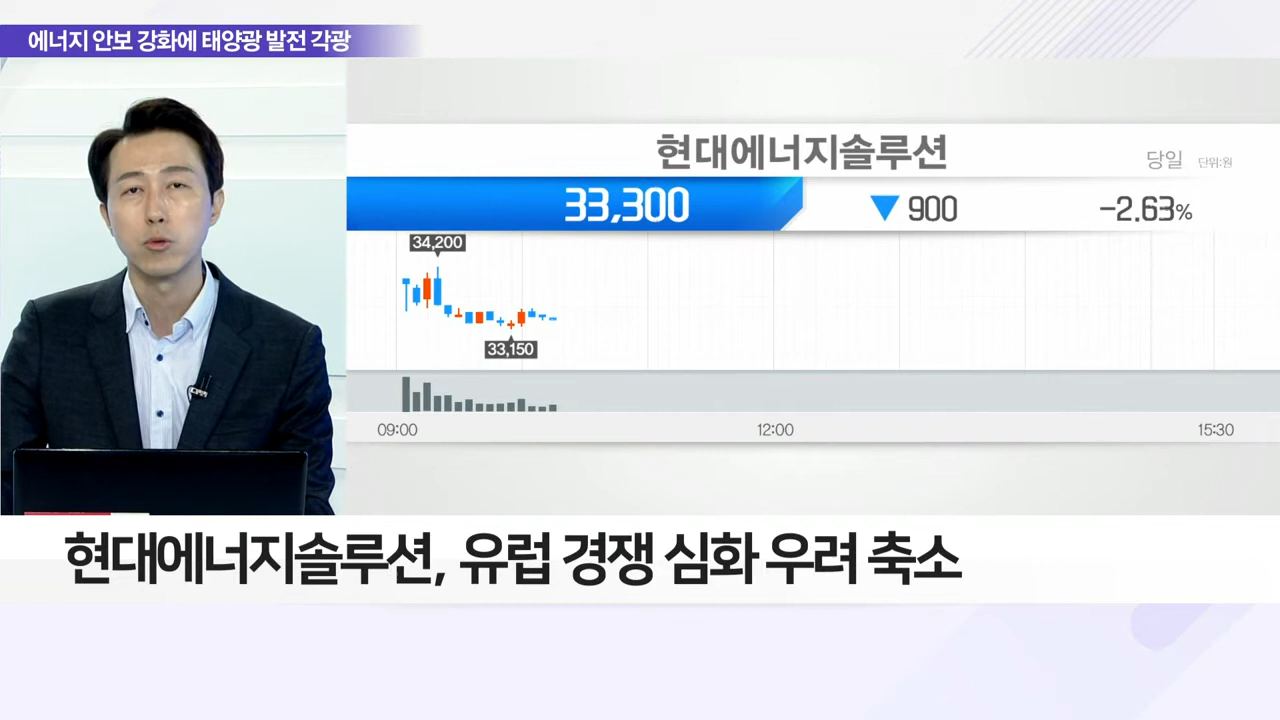 에너지 안보 강화에 태양광 발전 각광
현대에너지솔루션
당일 단위:원
33,300 ▼ 900 -2.63%
34,200
33,150
09:00 12:00 15:30
현대에너지솔루션, 유럽 경쟁 심화 우려 축소